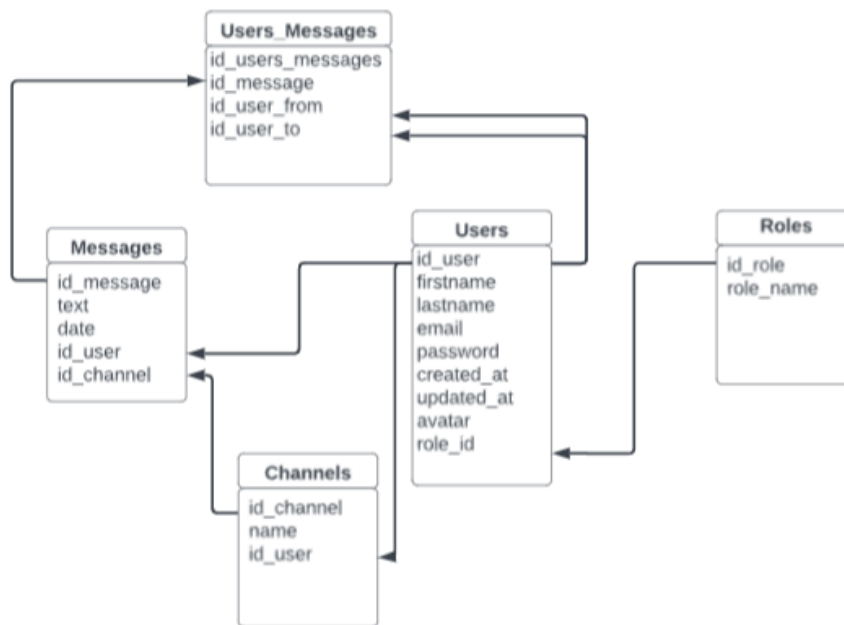 Users_Messages
id_users_messages
id_message
id_user_from
id_user_to
Messages
id_message
text
date
id_user
id_channel
Users
id_user
firstname
lastname
email
password
created_at
updated_at
avatar
role_id
Roles
id_role
role_name
Channels
id_channel
name
id_user